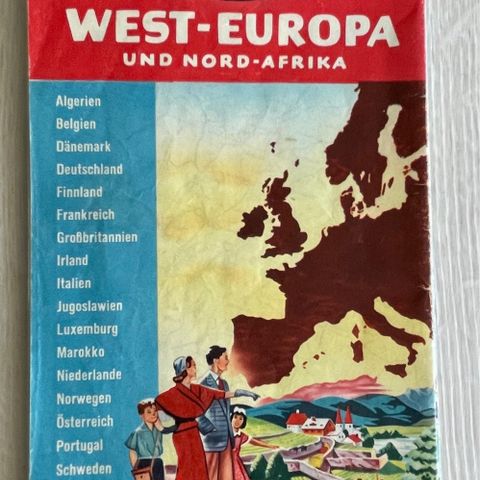 WEST-EUROPA
UND NORD-AFRIKA
Algerien
Belgien
Dänemark
Deutschland
Finnland
Frankreich
Großbritannien
Irland
Italien
Jugoslawien
Luxemburg
Marokko
Niederlande
Norwegen
Österreich
Portugal
Schweden